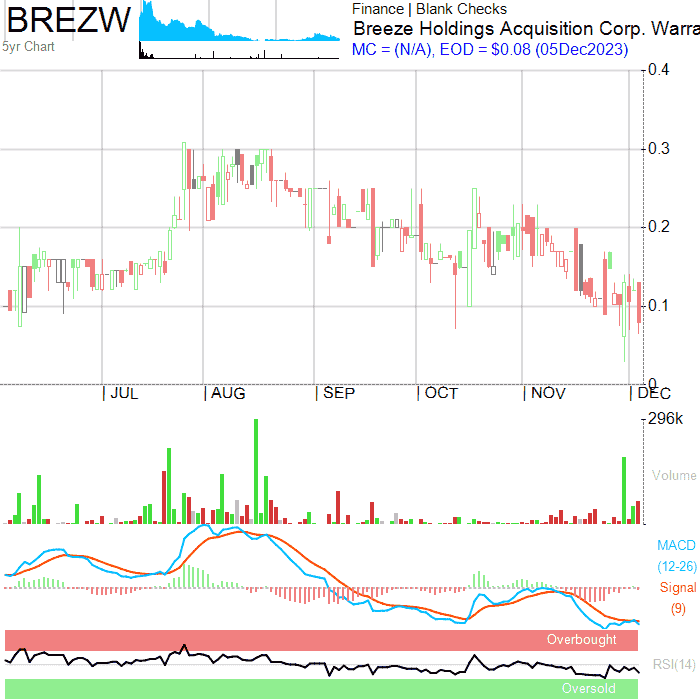 BREZW
5yr Chart
Finance | Blank Checks
Breeze Holdings Acquisition Corp. Warra
MC = (N/A), EOD = $0.08 (05Dec2023)
0.4
0.3
0.2
0.1
0
| JUL
| AUG
| SEP
| OCT
| NOV
| DEC
296k
Volume
MACD
(12-26)
Signal
(9)
Overbought
RSI(14)
Oversold